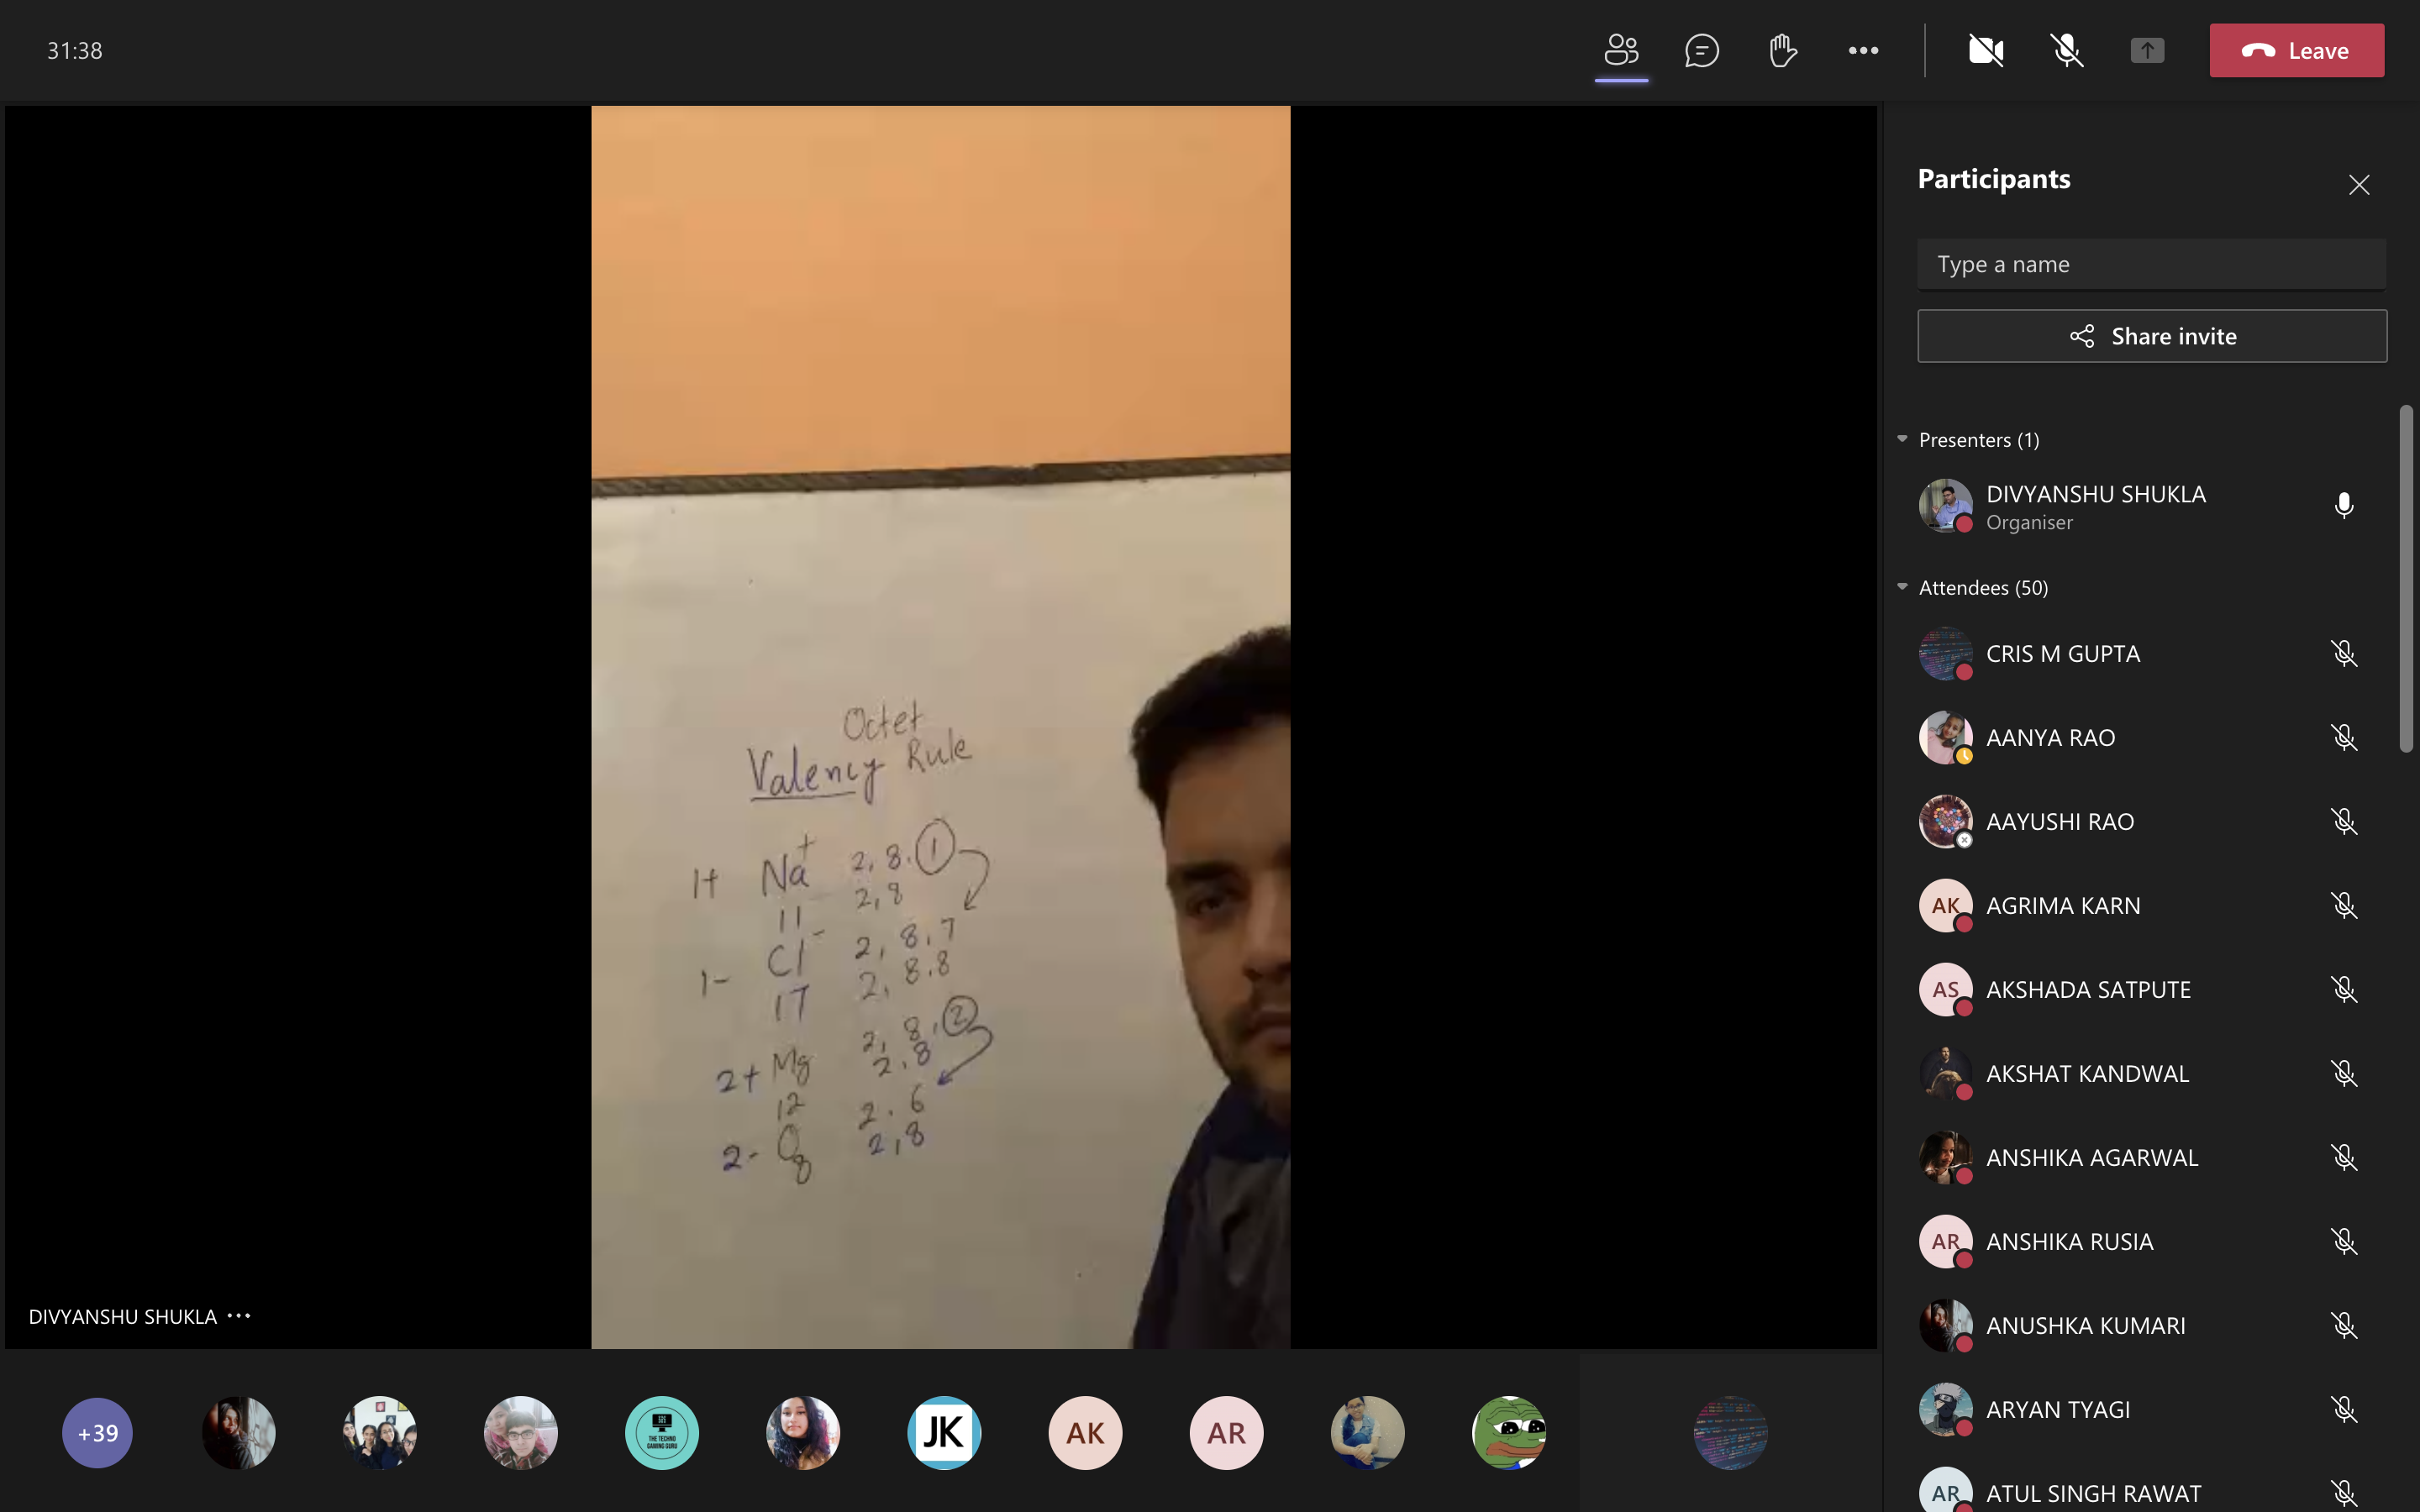 31:38
Leave
Octet
Valency Rule
1+ Na+ 2, 8, 1
11 2, 8
1- Cl- 2, 8, 7
17 2, 8.8
2+ Mg 2, 8, 2
12 2, 8
2- O 2, 6
8 2, 8
DIVYANSHU SHUKLA •••
+39
THE TECHNO
GAMING GURU
JK
AK
AR
Participants
Type a name
Share invite
Presenters (1)
DIVYANSHU SHUKLA
Organiser
Attendees (50)
CRIS M GUPTA
AANYA RAO
AAYUSHI RAO
AK AGRIMA KARN
AS AKSHADA SATPUTE
AKSHAT KANDWAL
ANSHIKA AGARWAL
AR ANSHIKA RUSIA
ANUSHKA KUMARI
ARYAN TYAGI
AR ATUL SINGH RAWAT